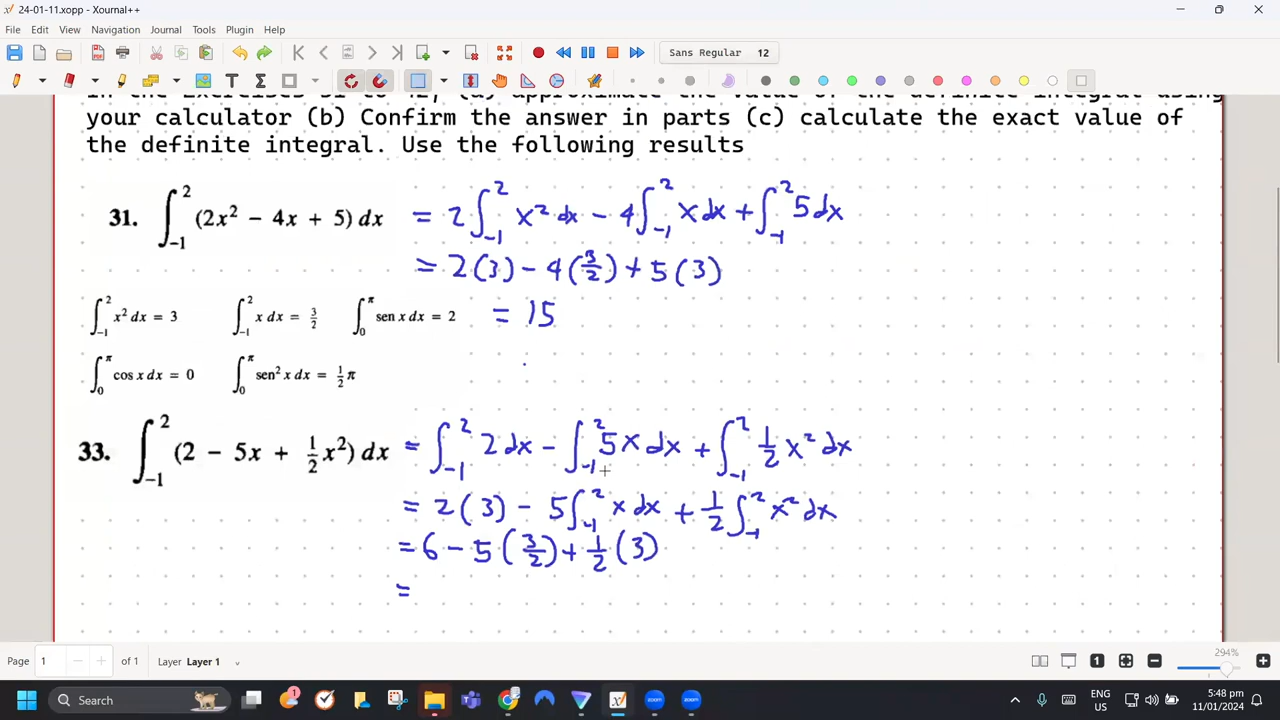 24-01-11.xopp - Xournal++
File Edit View Navigation Journal Tools Plugin Help
Sans Regular 12
your calculator (b) Confirm the answer in parts (c) calculate the exact value of
the definite integral. Use the following results
31. ∫_{-1}^{2} (2x² - 4x + 5) dx = 2∫_{-1}^{2} x² dx - 4∫_{-1}^{2} x dx + ∫_{-1}^{2} 5 dx
= 2(3) - 4(3/2) + 5(3)
∫_{-1}^{2} x² dx = 3 ∫_{-1}^{2} x dx = 3/2 ∫_{0}^{π} sen x dx = 2 = 15
∫_{0}^{π} cos x dx = 0 ∫_{0}^{π} sen² x dx = 1/2 π
33. ∫_{-1}^{2} (2 - 5x + 1/2 x²) dx = ∫_{-1}^{2} 2 dx - ∫_{-1}^{2} 5x dx + ∫_{-1}^{2} 1/2 x² dx
= 2(3) - 5∫_{-1}^{2} x dx + 1/2 ∫_{-1}^{2} x² dx
= 6 - 5(3/2) + 1/2 (3)
=
Page 1 of 1 Layer Layer 1 294%
Search ENG US 5:48 pm 11/01/2024